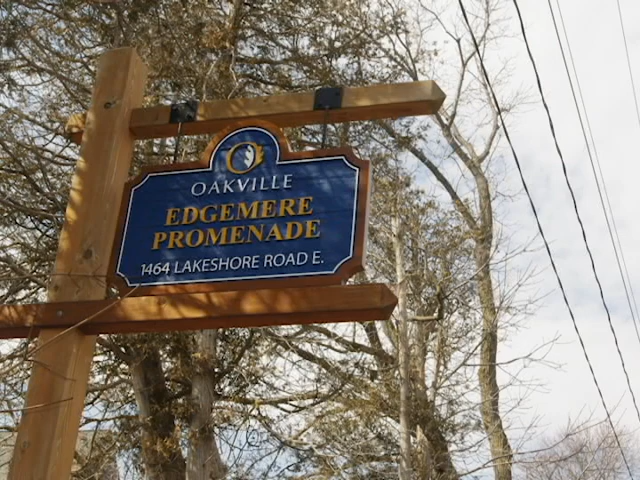 OAKVILLE
EDGEMERE
PROMENADE
1464 LAKESHORE ROAD E.